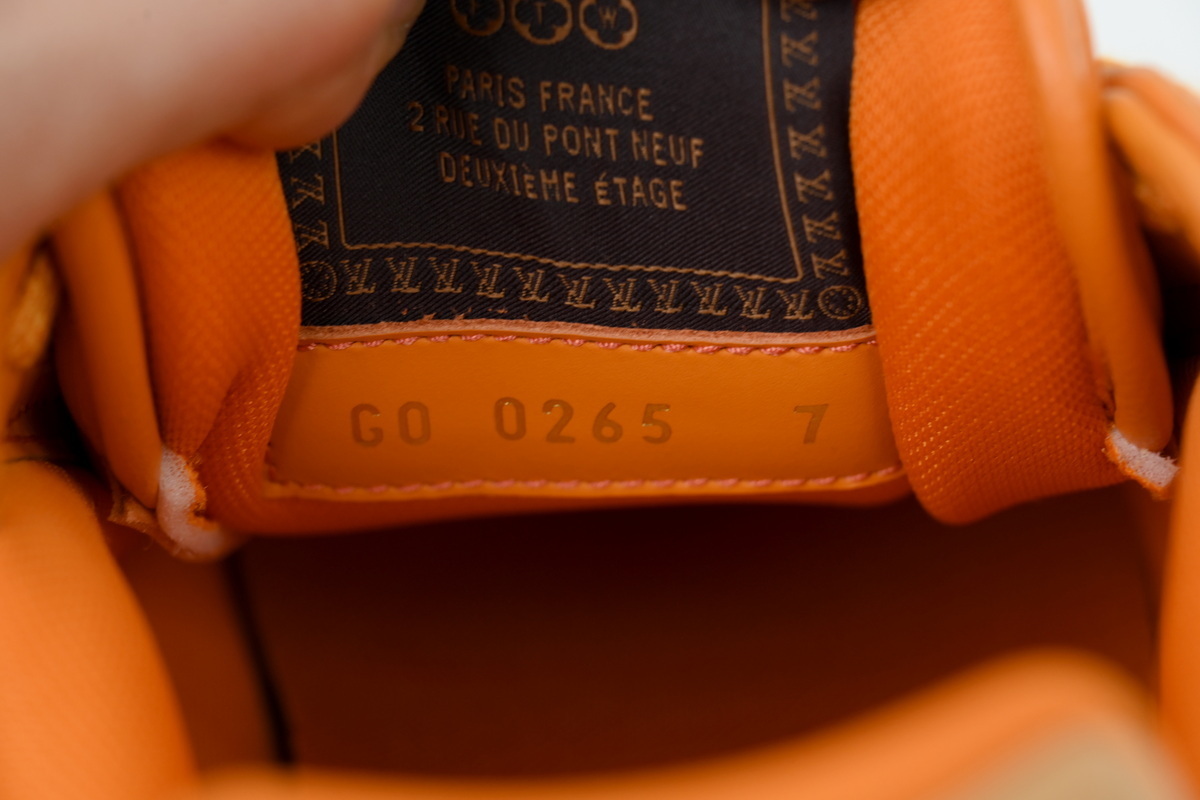 F T W
PARIS FRANCE
2 RUE DU PONT NEUF
DEUXIèME éTAGE
GO 0265 7